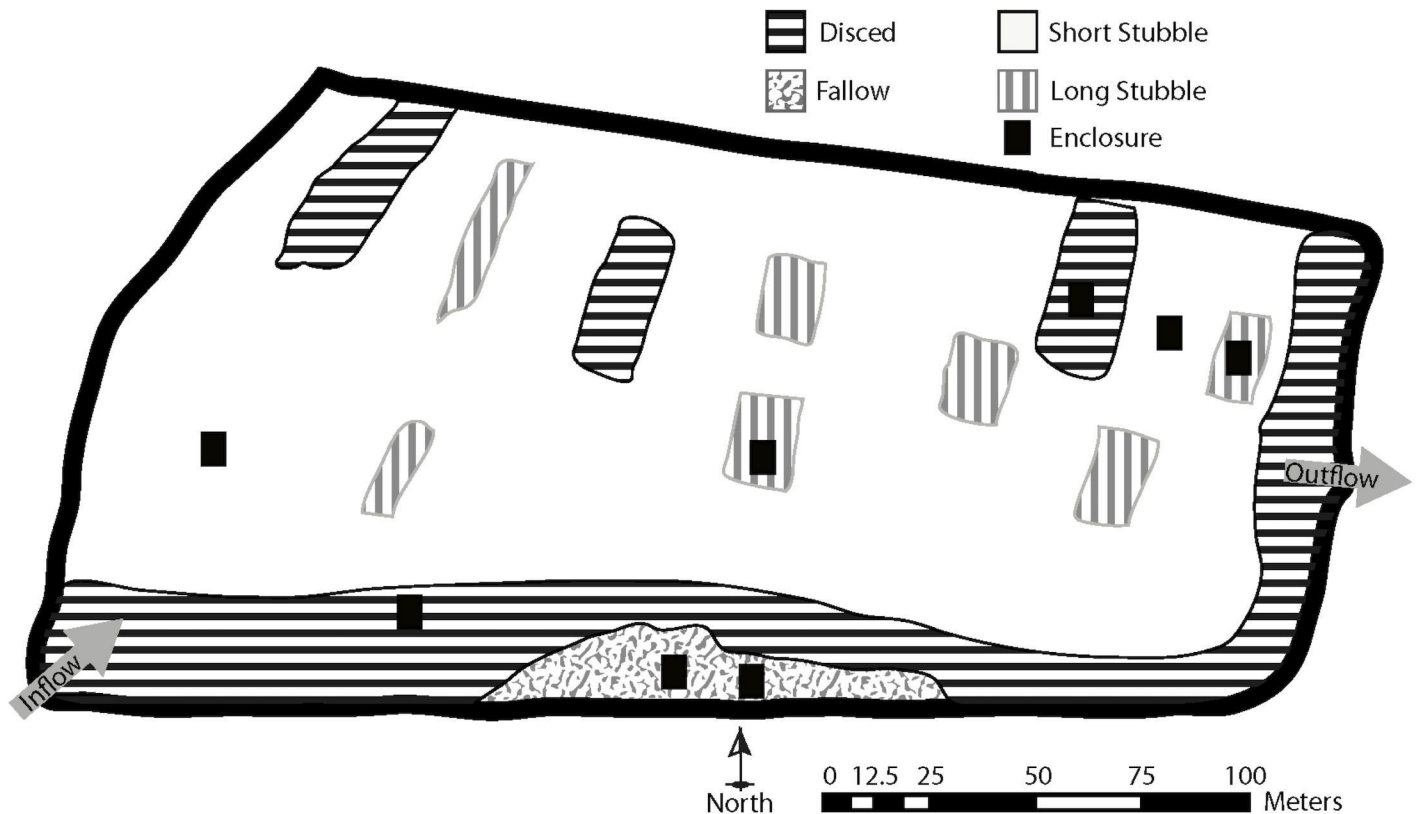 Disced
Short Stubble
Fallow
Long Stubble
Enclosure
Outflow
Inflow
North
0 12.5 25 50 75 100
Meters